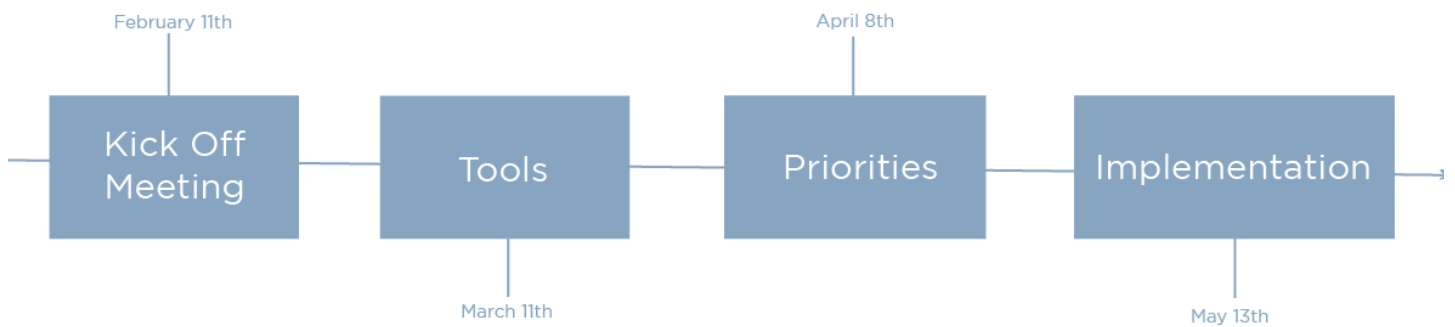 February 11th
Kick Off
Meeting
Tools
March 11th
April 8th
Priorities
Implementation
May 13th